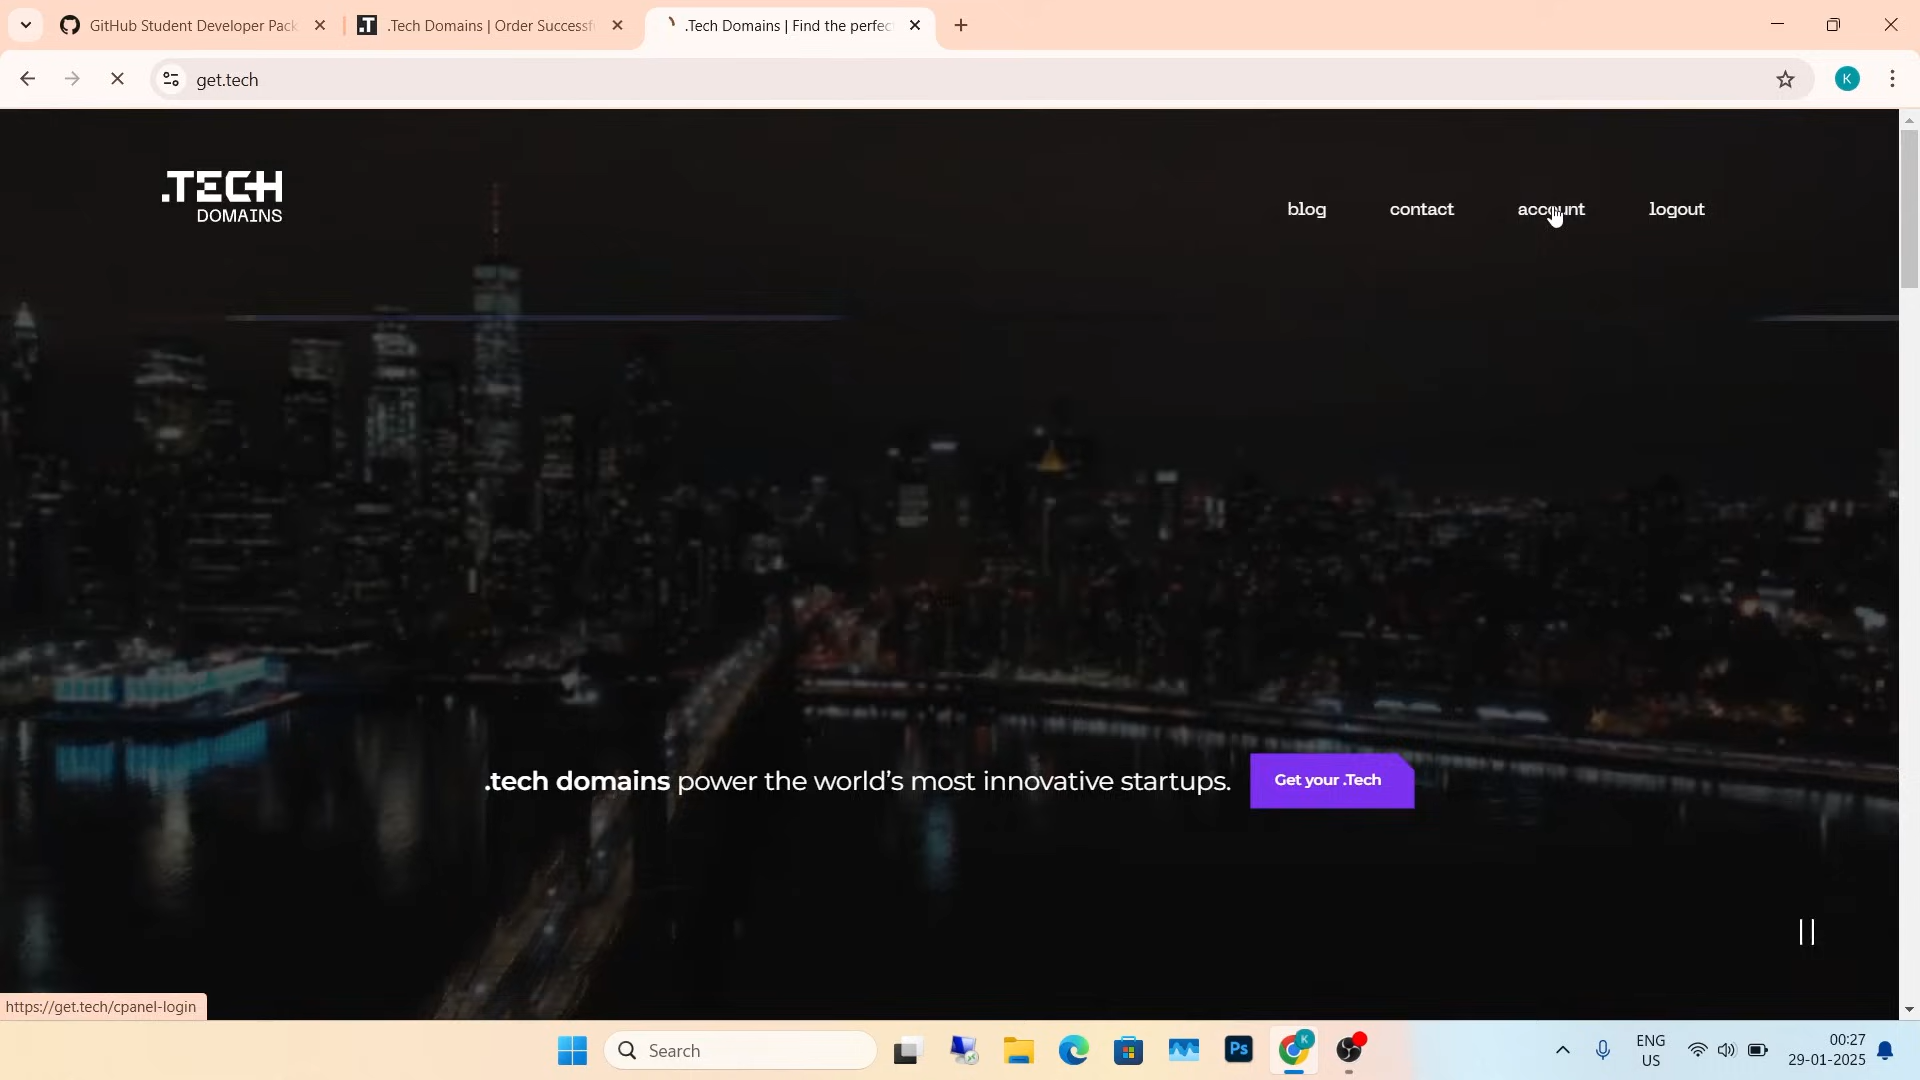 GitHub Student Developer Pack
.Tech Domains | Order Successf
.Tech Domains | Find the perfec
get.tech
K
.TECH
DOMAINS
blog
contact
account
logout
.tech domains power the world's most innovative startups.
Get your .Tech
https://get.tech/cpanel-login
Search
Ps
K
ENG
US
00:27
29-01-2025